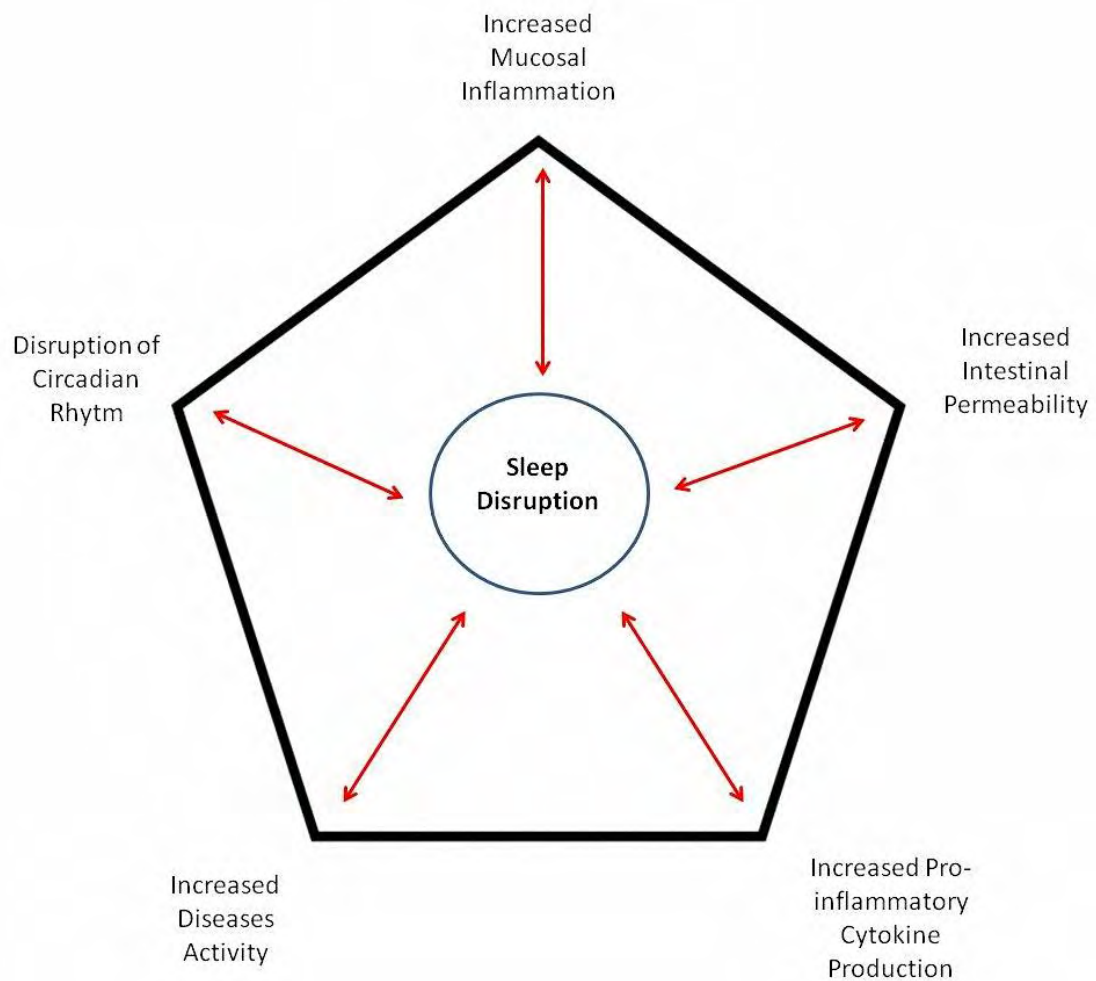 Increased
Mucosal
Inflammation
Disruption of
Circadian
Rhytm
Increased
Intestinal
Permeability
Sleep
Disruption
Increased
Diseases
Activity
Increased Pro-
inflammatory
Cytokine
Production